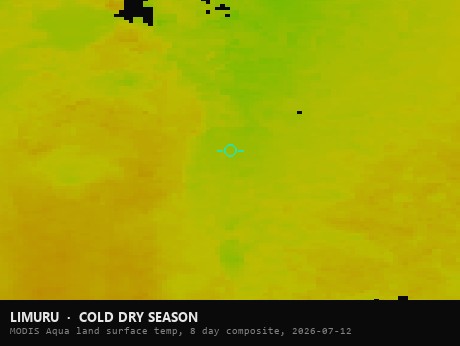 LIMURU · COLD DRY SEASON
MODIS Aqua land surface temp, 8 day composite, 2026-07-12